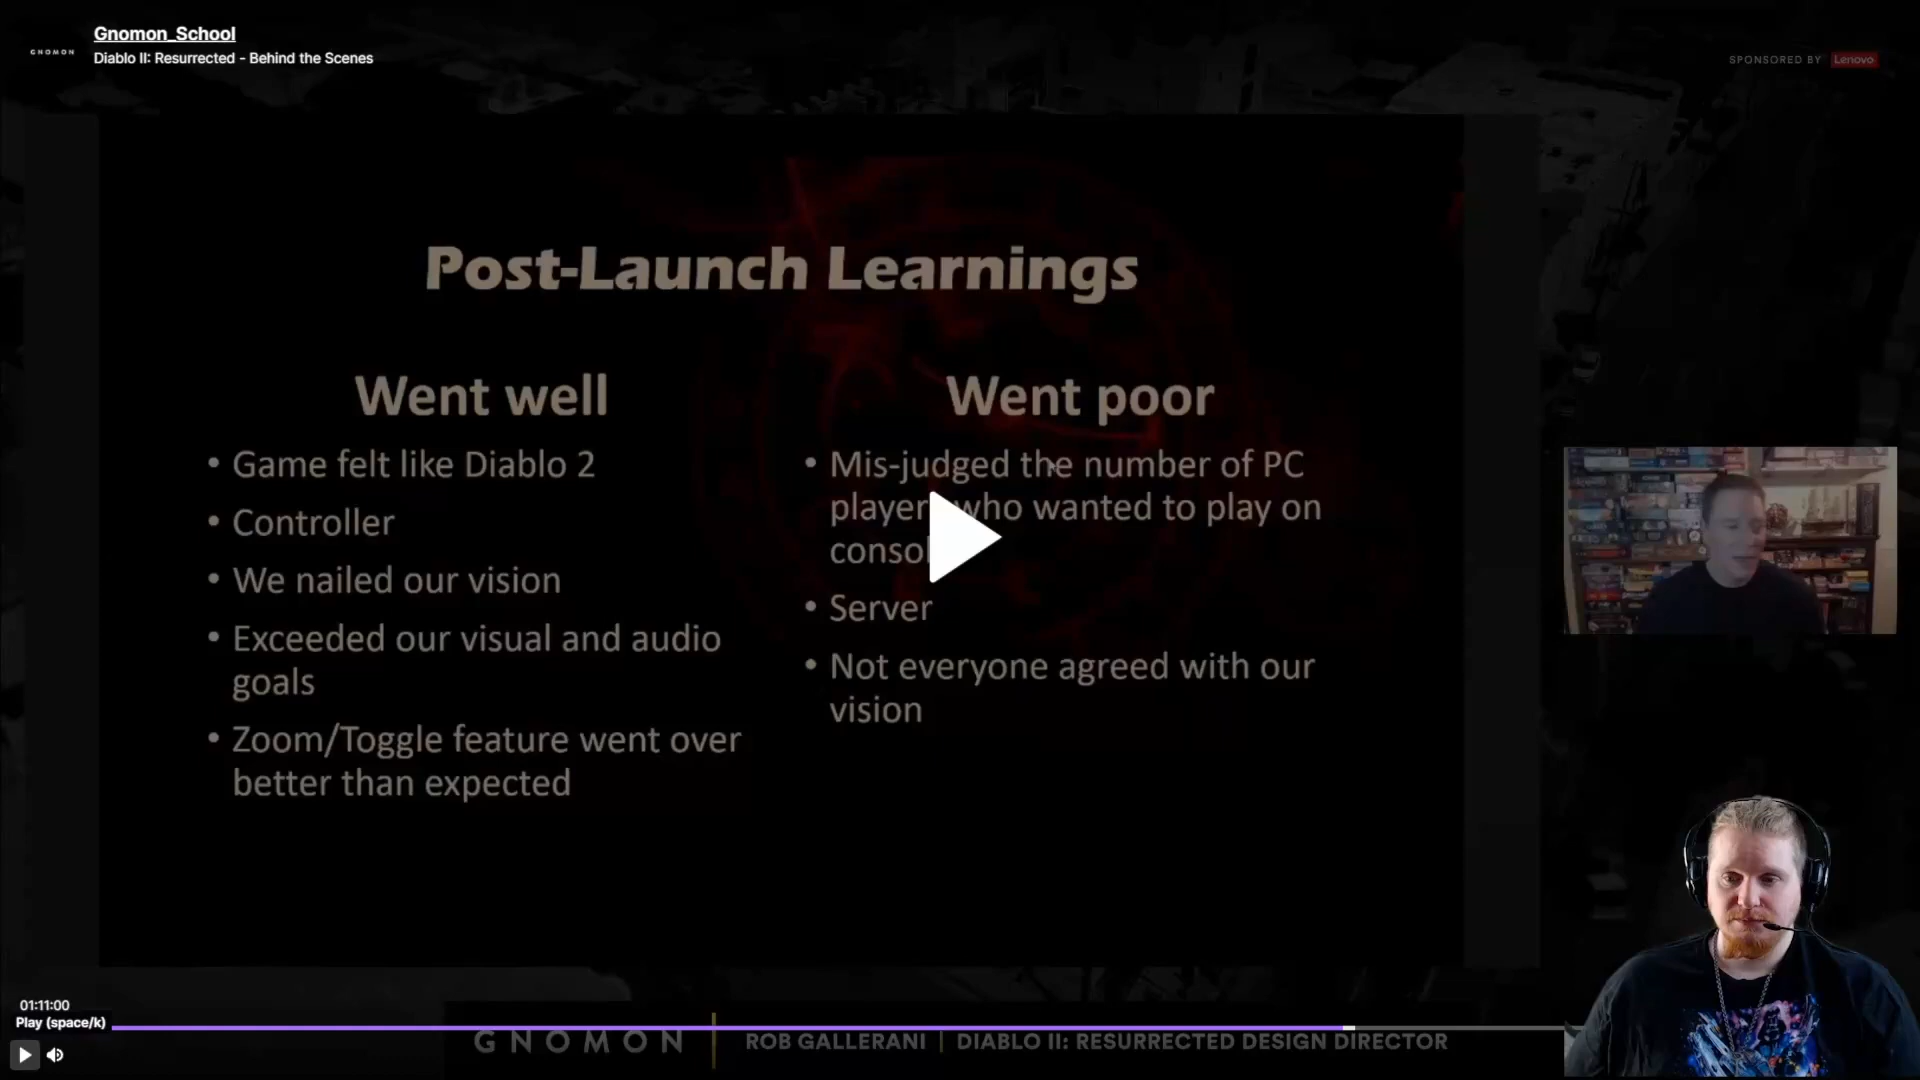 Gnomon_School
GNOMON
Diablo II: Resurrected - Behind the Scenes
SPONSORED BY Lenovo
Post-Launch Learnings
Went well
• Game felt like Diablo 2
• Controller
• We nailed our vision
• Exceeded our visual and audio
goals
• Zoom/Toggle feature went over
better than expected
Went poor
• Mis-judged the number of PC
who wanted to play on
• Server
• Not everyone agreed with our
vision
01:11:00
Play (space/k)
GNOMON
ROB GALLERANI | DIABLO II: RESURRECTED DESIGN DIRECTOR